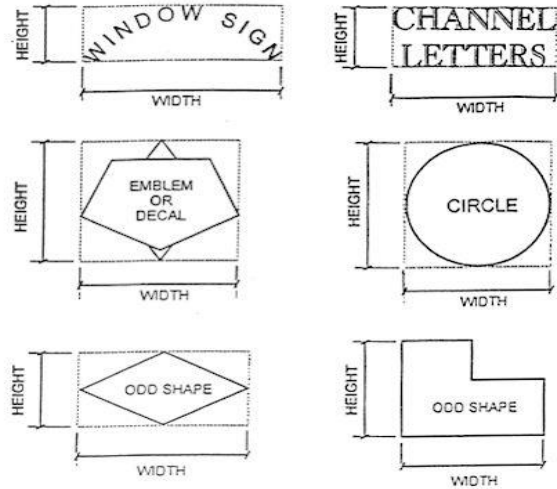 HEIGHT
WINDOW SIGN
WIDTH
HEIGHT
CHANNEL
LETTERS
WIDTH
HEIGHT
EMBLEM
OR
DECAL
WIDTH
HEIGHT
CIRCLE
WIDTH
HEIGHT
ODD SHAPE
WIDTH
HEIGHT
ODD SHAPE
WIDTH